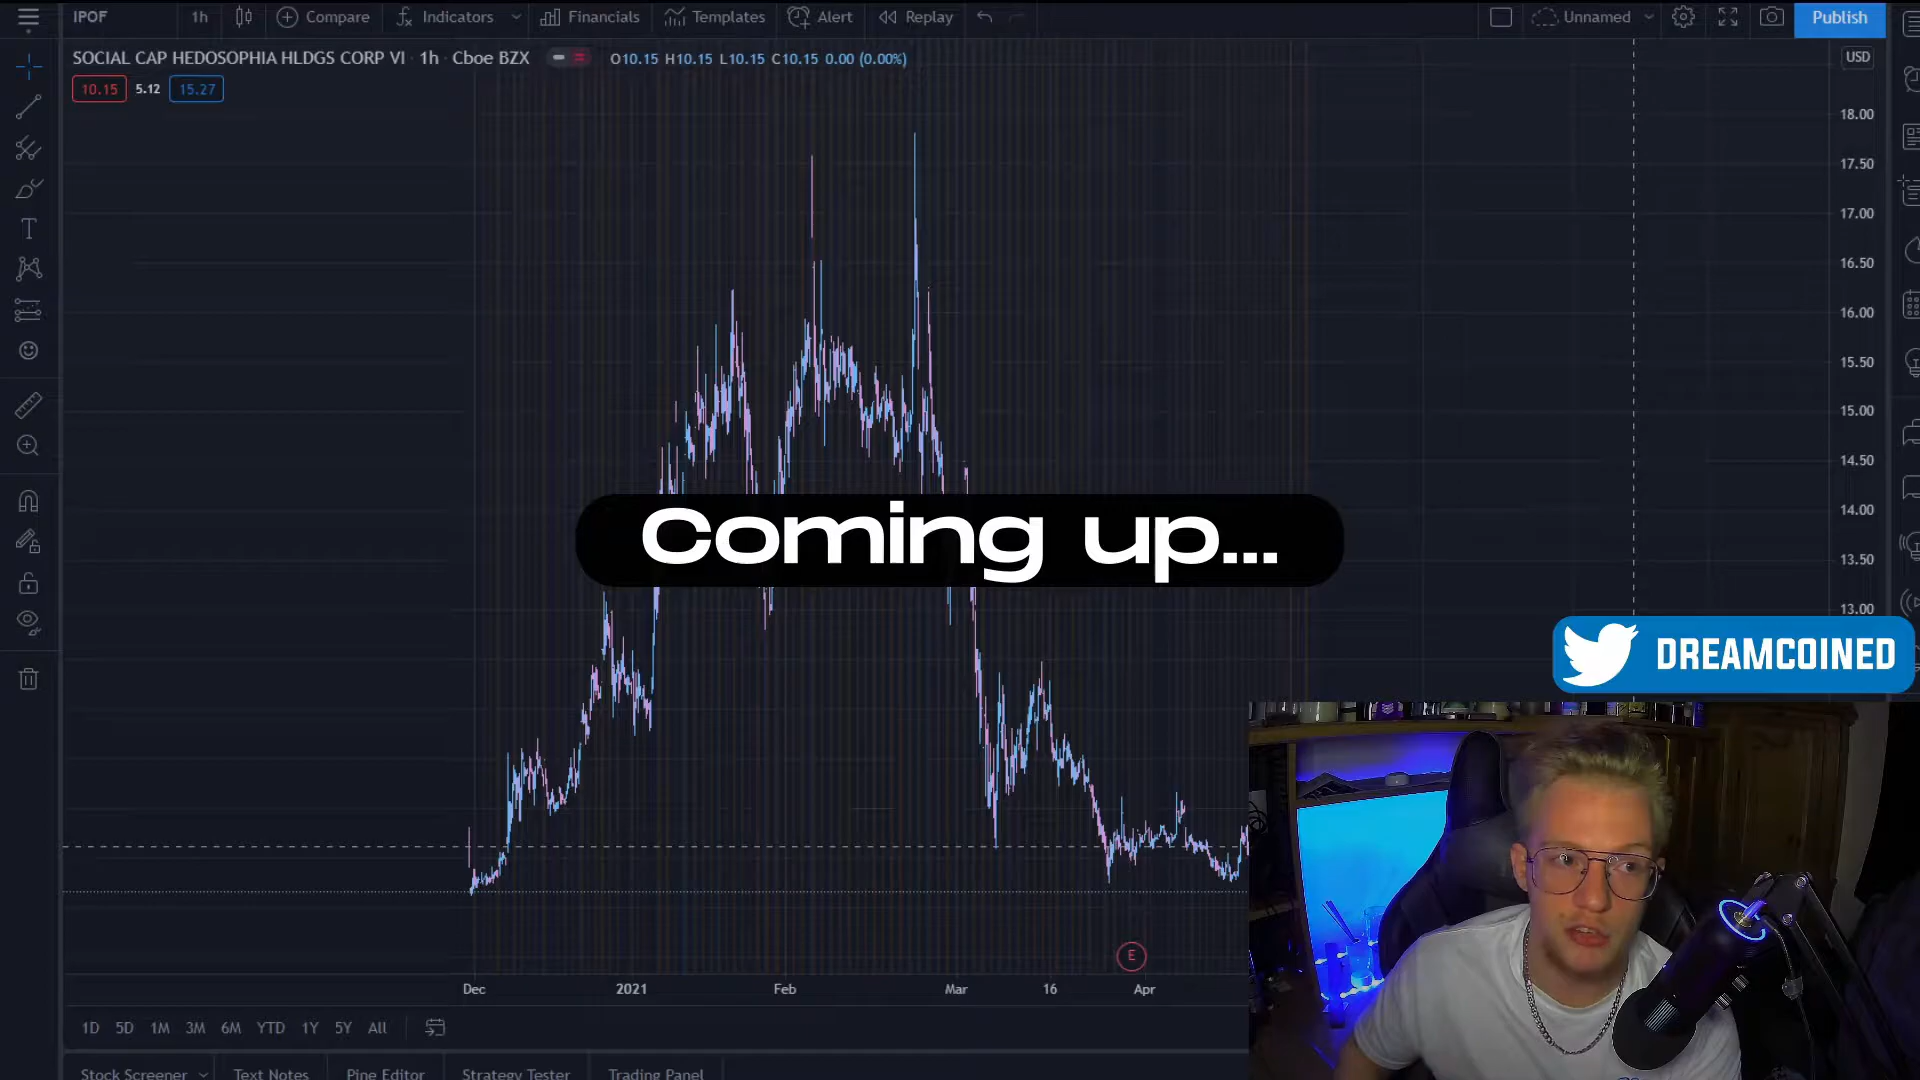 IPOF 1h Compare Indicators Financials Templates Alert Replay Unnamed Publish
SOCIAL CAP HEDOSOPHIA HLDGS CORP VI · 1h · Cboe BZX O10.15 H10.15 L10.15 C10.15 0.00 (0.00%) USD
10.15 5.12 15.27
18.00
17.50
17.00
16.50
16.00
15.50
15.00
14.50
14.00
Coming up...
13.50
13.00
DREAMCOINED
E
Dec 2021 Feb Mar 16 Apr
1D 5D 1M 3M 6M YTD 1Y 5Y All
Stock Screener Text Notes Pine Editor Strategy Tester Trading Panel